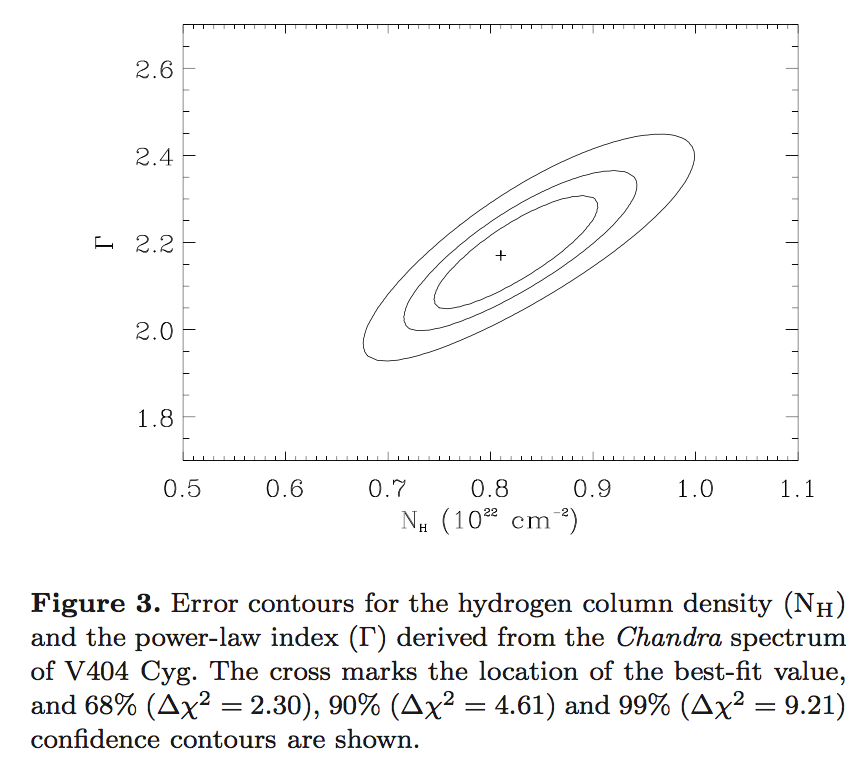 2.6
2.4
2.2
2.0
1.8
Γ
0.5 0.6 0.7 0.8 0.9 1.0 1.1
N_H (10²² cm⁻²)
Figure 3. Error contours for the hydrogen column density (N_H)
and the power-law index (Γ) derived from the Chandra spectrum
of V404 Cyg. The cross marks the location of the best-fit value,
and 68% (Δχ² = 2.30), 90% (Δχ² = 4.61) and 99% (Δχ² = 9.21)
confidence contours are shown.